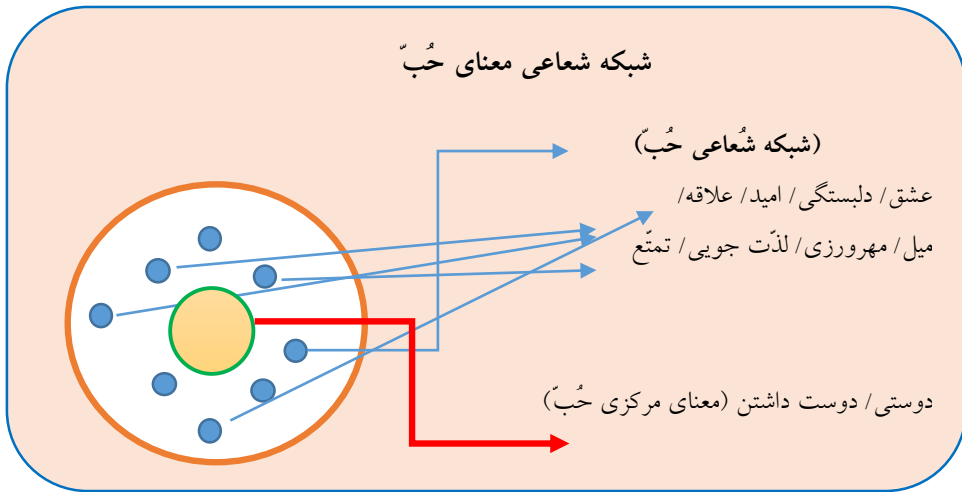 شبکه شعاعی معنای حُبّ
(شبکه شُعاعی حُبّ)
عشق/ دلبستگی/ امید/ علاقه/
میل/ مهرورزی/ لذّت جویی/ تمتّع
دوستی/ دوست داشتن (معنای مرکزی حُبّ)